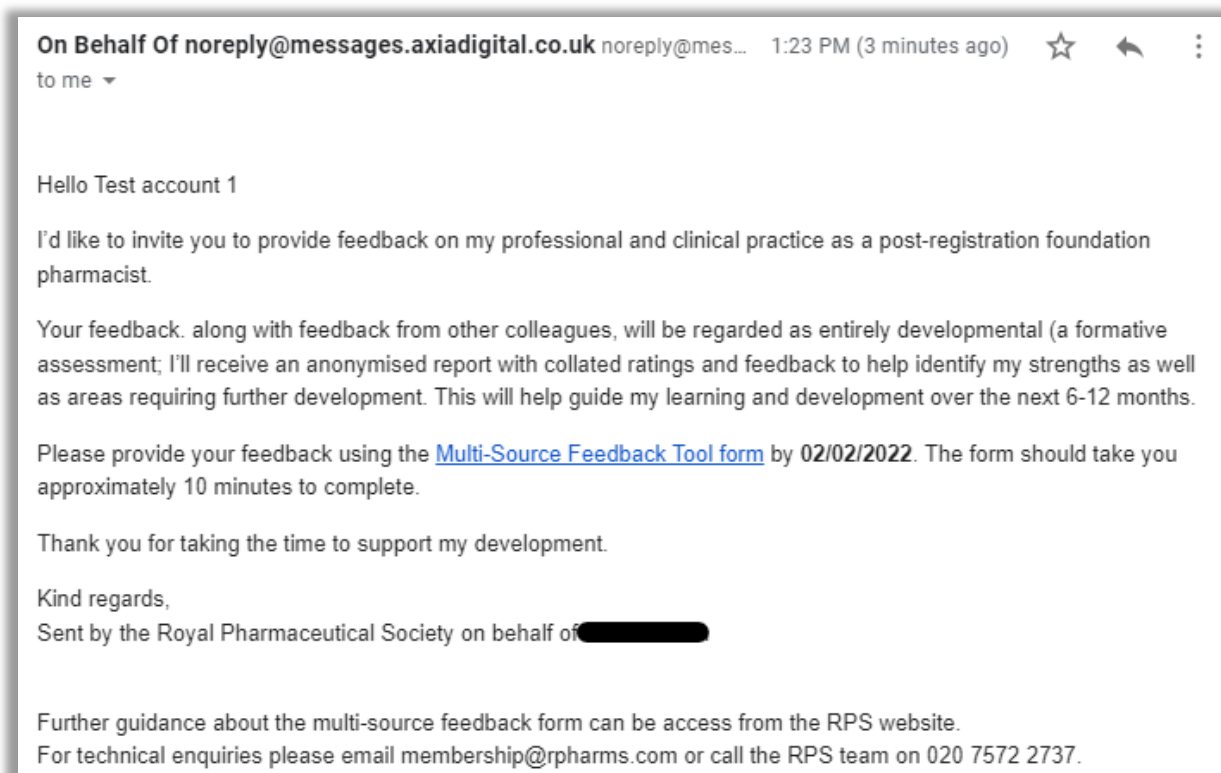 On Behalf Of noreply@messages.axiadigital.co.uk noreply@mes... 1:23 PM (3 minutes ago)
to me
Hello Test account 1
I'd like to invite you to provide feedback on my professional and clinical practice as a post-registration foundation
pharmacist.
Your feedback. along with feedback from other colleagues, will be regarded as entirely developmental (a formative
assessment; I'll receive an anonymised report with collated ratings and feedback to help identify my strengths as well
as areas requiring further development. This will help guide my learning and development over the next 6-12 months.
Please provide your feedback using the Multi-Source Feedback Tool form by 02/02/2022. The form should take you
approximately 10 minutes to complete.
Thank you for taking the time to support my development.
Kind regards,
Sent by the Royal Pharmaceutical Society on behalf of
Further guidance about the multi-source feedback form can be access from the RPS website.
For technical enquiries please email membership@rpharms.com or call the RPS team on 020 7572 2737.